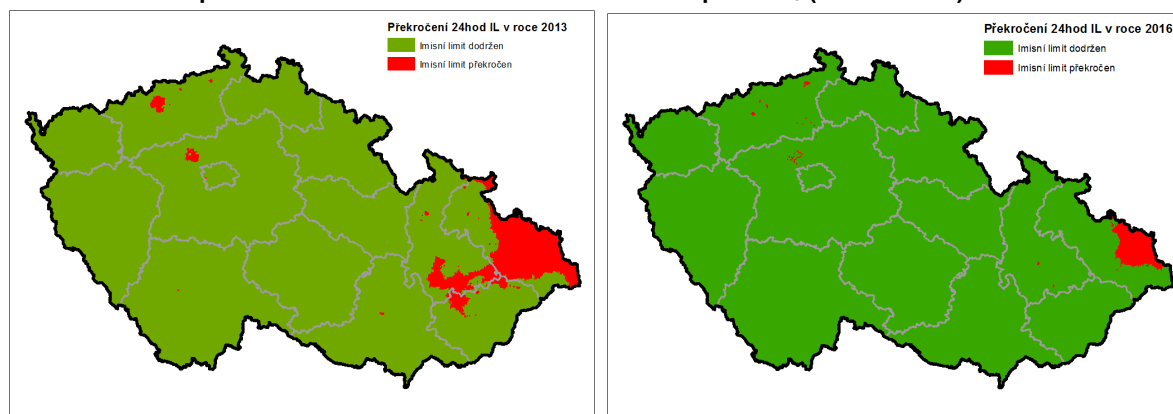 Překročení 24hod IL v roce 2013
Imisní limit dodržen
Imisní limit překročen
Překročení 24hod IL v roce 2016
Imisní limit dodržen
Imisní limit překročen